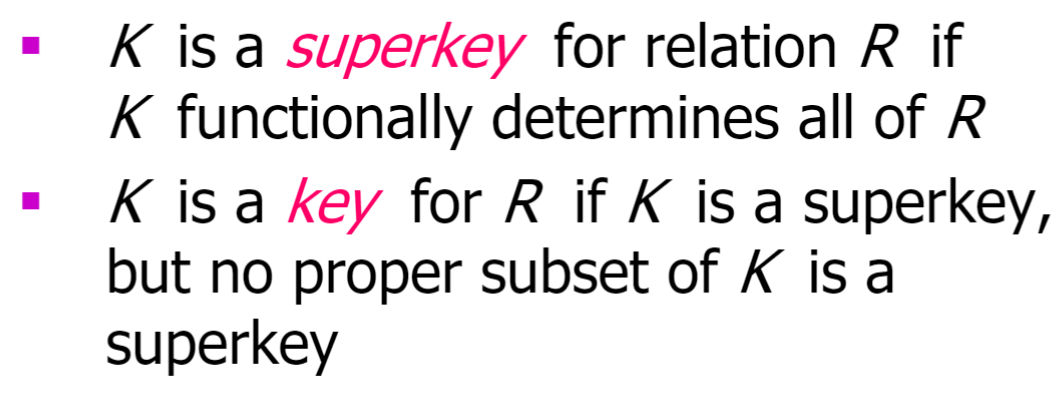 ▪ K is a superkey for relation R if
K functionally determines all of R
▪ K is a key for R if K is a superkey,
but no proper subset of K is a
superkey